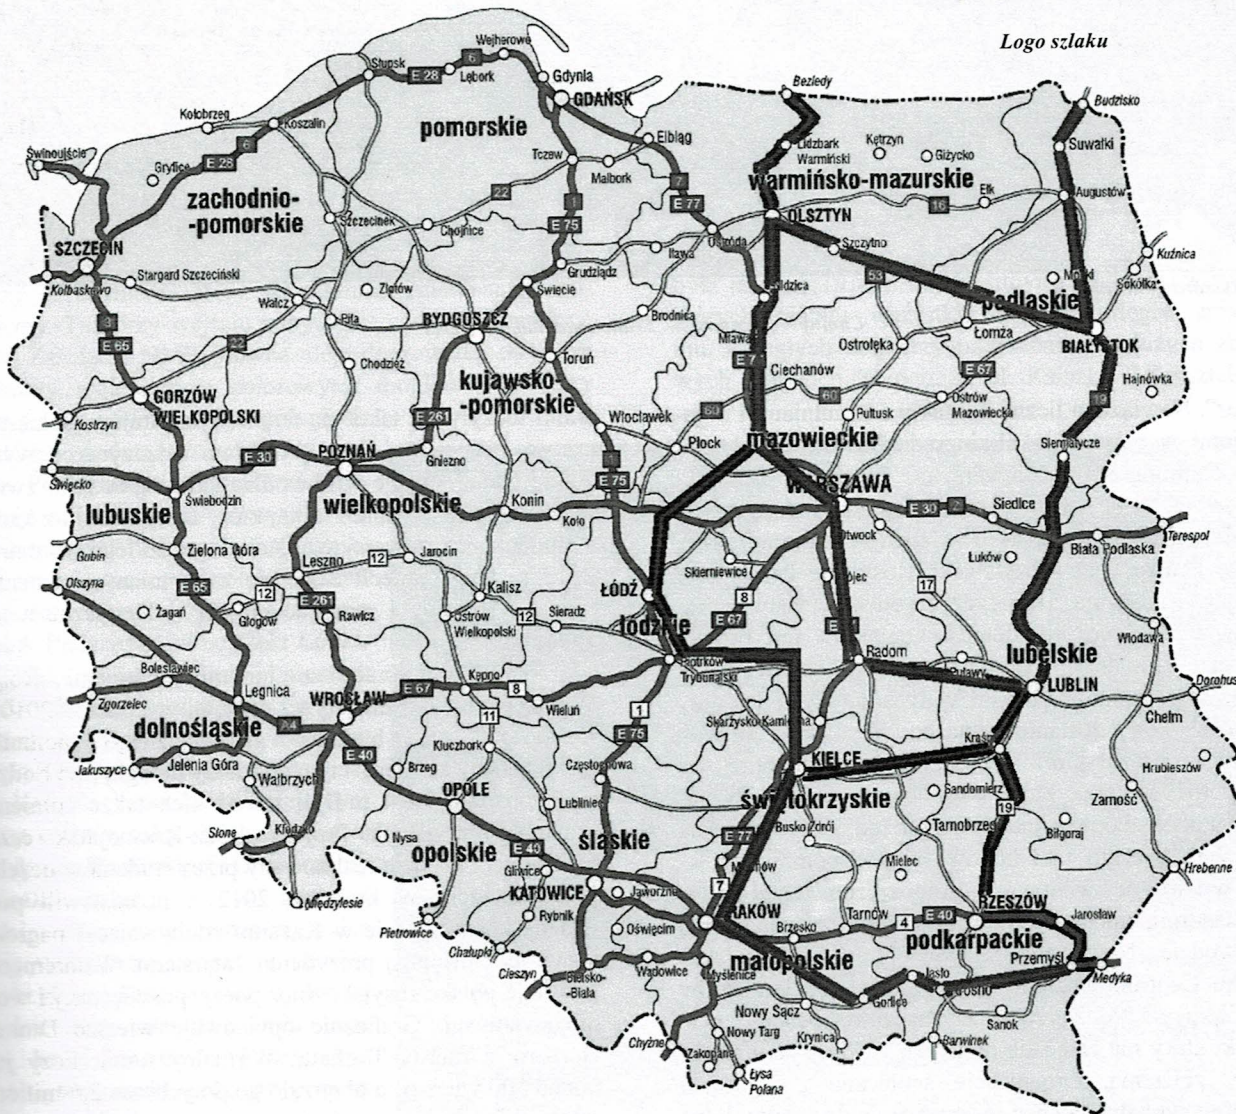 Logo szlaku
Wejherowo
Bezledy
Słupsk
6
Gdynia
E 28
Lębork
GDAŃSK
Budzisko
Kołobrzeg
Koszalin
pomorskie
Elbląg
Lidzbark
Warmiński
Kętrzyn
Giżycko
Suwałki
Świnoujście
Gryfice
E 28
6
Tczew
Malbork
7
warmińsko-mazurskie
zachodnio-
-pomorskie
22
1
E 77
Ełk
16
Augustów
Szczecinek
Chojnice
E 75
OLSZTYN
Ostróda
Szczytno
SZCZECIN
Iława
Kuźnica
Kołbaskowo
Stargard Szczeciński
Grudziądz
53
Sokółka
Złotów
Świecie
podlaskie
Wałcz
Piła
BYDGOSZCZ
Brodnica
Łomża
3
E 65
22
Mława
Ostrołęka
BIAŁYSTOK
Chodzież
Toruń
E 67
Ciechanów
Hajnówka
GORZÓW
WIELKOPOLSKI
kujawsko-
-pomorskie
60
60
Ostrów
Mazowiecka
19
Kostrzyn
E 261
Włocławek
Pułtusk
Płock
Siemiatycze
POZNAŃ
mazowieckie
E 30
Gniezno
1
Świecko
E 75
WARSZAWA
Świebodzin
wielkopolskie
Konin
Koło
E 30
2
Siedlce
lubuskie
Terespol
Gubin
Zielona Góra
12
Jarocin
Otwock
Łuków
Biała Podlaska
Olszyna
Leszno
Skierniewice
17
E 65
12
Kalisz
ŁÓDŹ
8
E 261
Żagań
Głogów
Rawicz
Ostrów
Wielkopolski
12
Sieradz
łódzkie
E 67
Włodawa
Bolesławiec
Piotrków
Trybunalski
Radom
lubelskie
Legnica
WROCŁAW
E 67
Kępno
8
Puławy
LUBLIN
Dorohusk
Zgorzelec
Wieluń
1
dolnośląskie
11
E 75
Skarżysko Kamienna
Chełm
E 40
Kluczbork
Jakuszyce
Jelenia Góra
Wałbrzych
Brzeg
Częstochowa
KIELCE
Hrubieszów
OPOLE
Lubliniec
świętokrzyskie
Sandomierz
Zamość
Słone
Kłodzko
Nysa
śląskie
E 77
Busko Zdrój
Tarnobrzeg
19
Biłgoraj
opolskie
E 40
Mielec
Hrebenne
Gliwice
7
KATOWICE
Jaworzno
RZESZÓW
Międzylesie
Rybnik
KRAKÓW
Brzesko
Tarnów
4
E 40
Jarosław
Pietrowice
Oświęcim
podkarpackie
Chałupki
małopolskie
Przemyśl
Cieszyn
Wadowice
Myślenice
Medyka
Bielsko-
-Biała
Jasło
Krosno
Nowy Sącz
Gorlice
Sanok
Chyżne
Nowy Targ
Krynica
Barwinek
Zakopane
Łysa
Polana